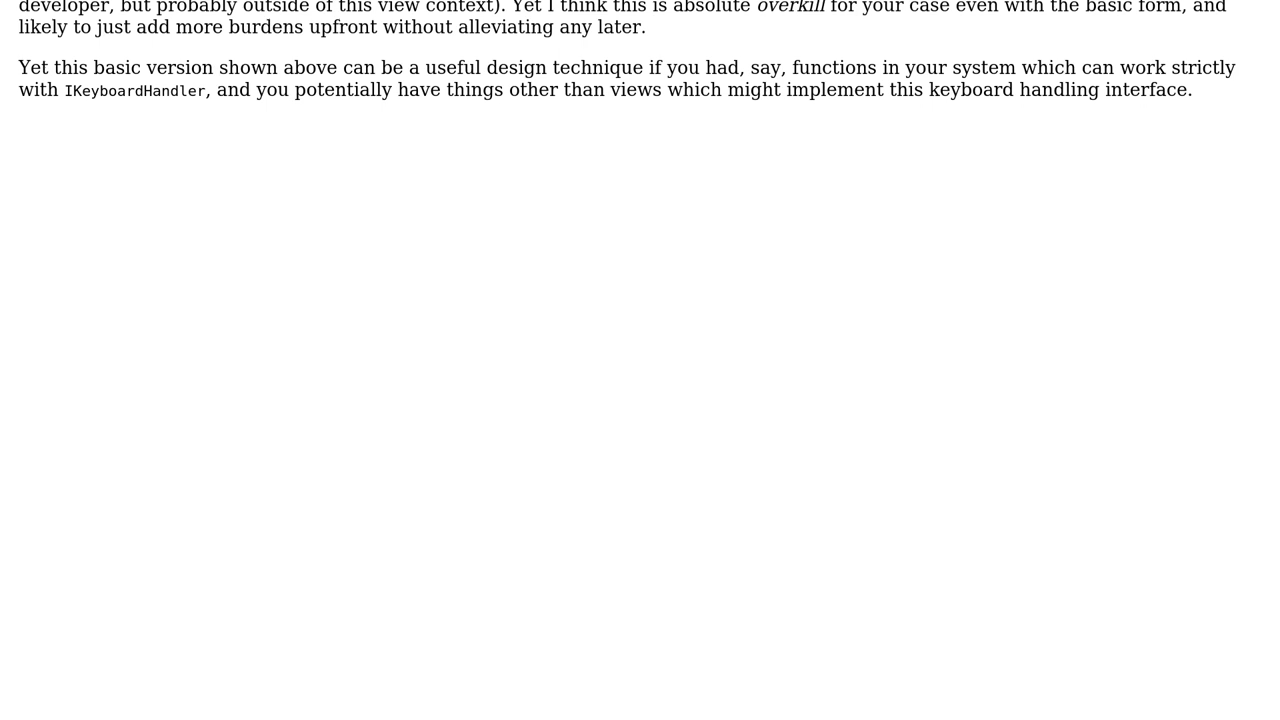 developer, but probably outside of this view context). Yet I think this is absolute overkill for your case even with the basic form, and
likely to just add more burdens upfront without alleviating any later.
Yet this basic version shown above can be a useful design technique if you had, say, functions in your system which can work strictly
with IKeyboardHandler, and you potentially have things other than views which might implement this keyboard handling interface.